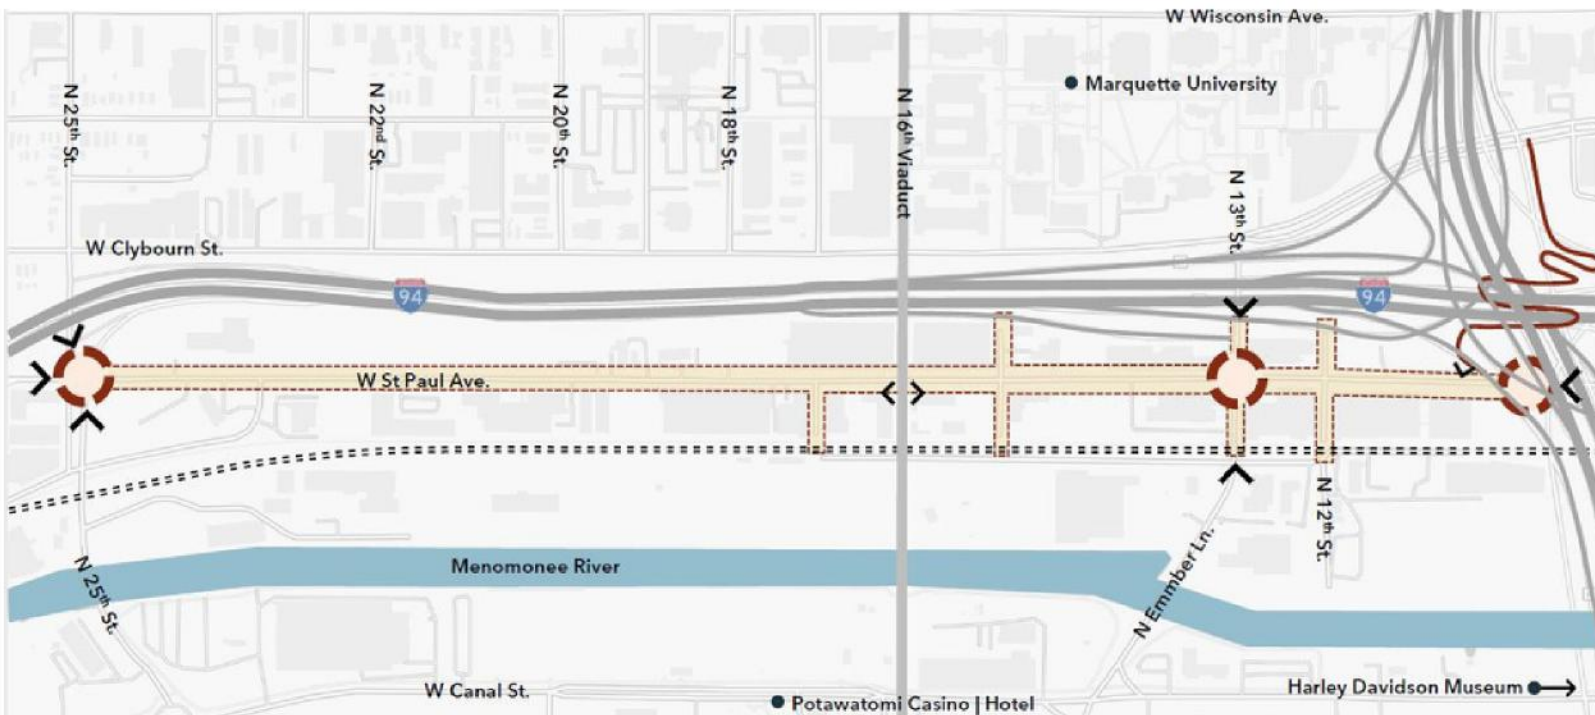 W Wisconsin Ave.
Marquette University
N 25th St.
N 22nd St.
N 20th St.
N 18th St.
N 16th Viaduct
N 13th St.
W Clybourn St.
94
94
W St Paul Ave.
N 12th St.
Menomonee River
N 25th St.
N Emmber Ln.
W Canal St.
Potawatomi Casino | Hotel
Harley Davidson Museum